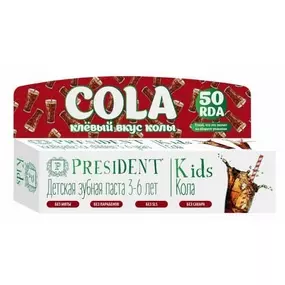 COLA
клёвый вкус колы
50
RDA
PRESIDENT Kids
Детская зубная паста 3-6 лет Кола
БЕЗ МЯТЫ БЕЗ ПАРАБЕНОВ БЕЗ SLS БЕЗ САХАРА
Kids